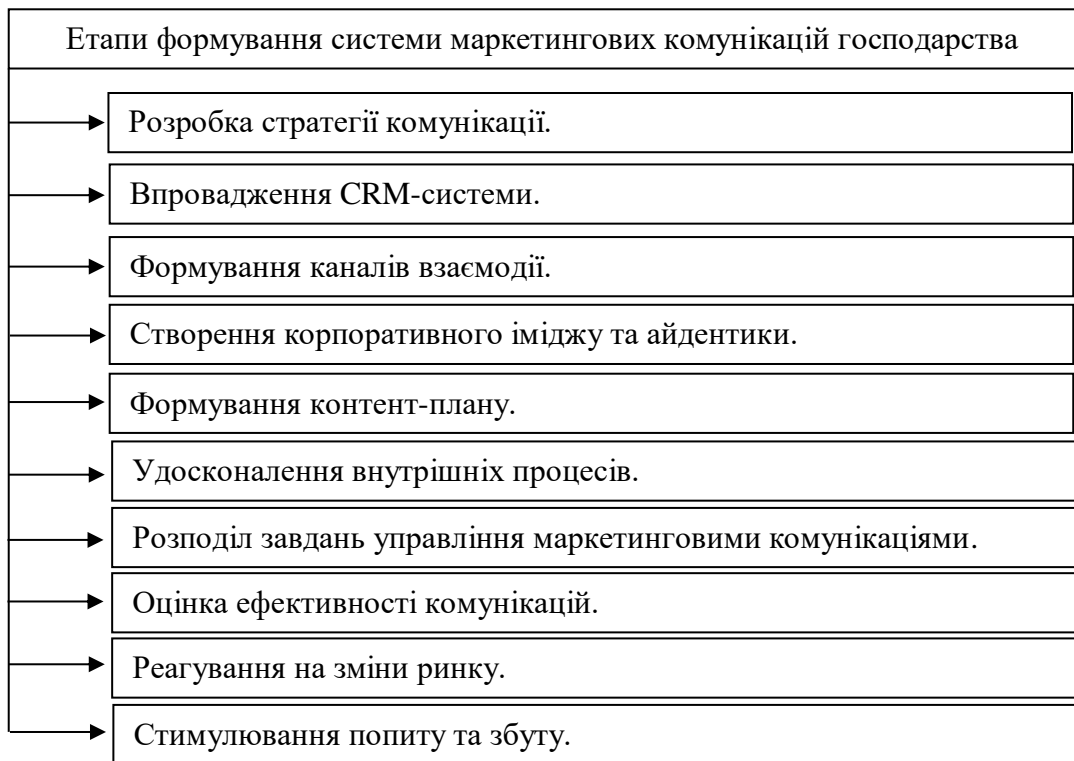 Етапи формування системи маркетингових комунікацій господарства
Розробка стратегії комунікації.
Впровадження CRM-системи.
Формування каналів взаємодії.
Створення корпоративного іміджу та айдентики.
Формування контент-плану.
Удосконалення внутрішніх процесів.
Розподіл завдань управління маркетинговими комунікаціями.
Оцінка ефективності комунікацій.
Реагування на зміни ринку.
Стимулювання попиту та збуту.